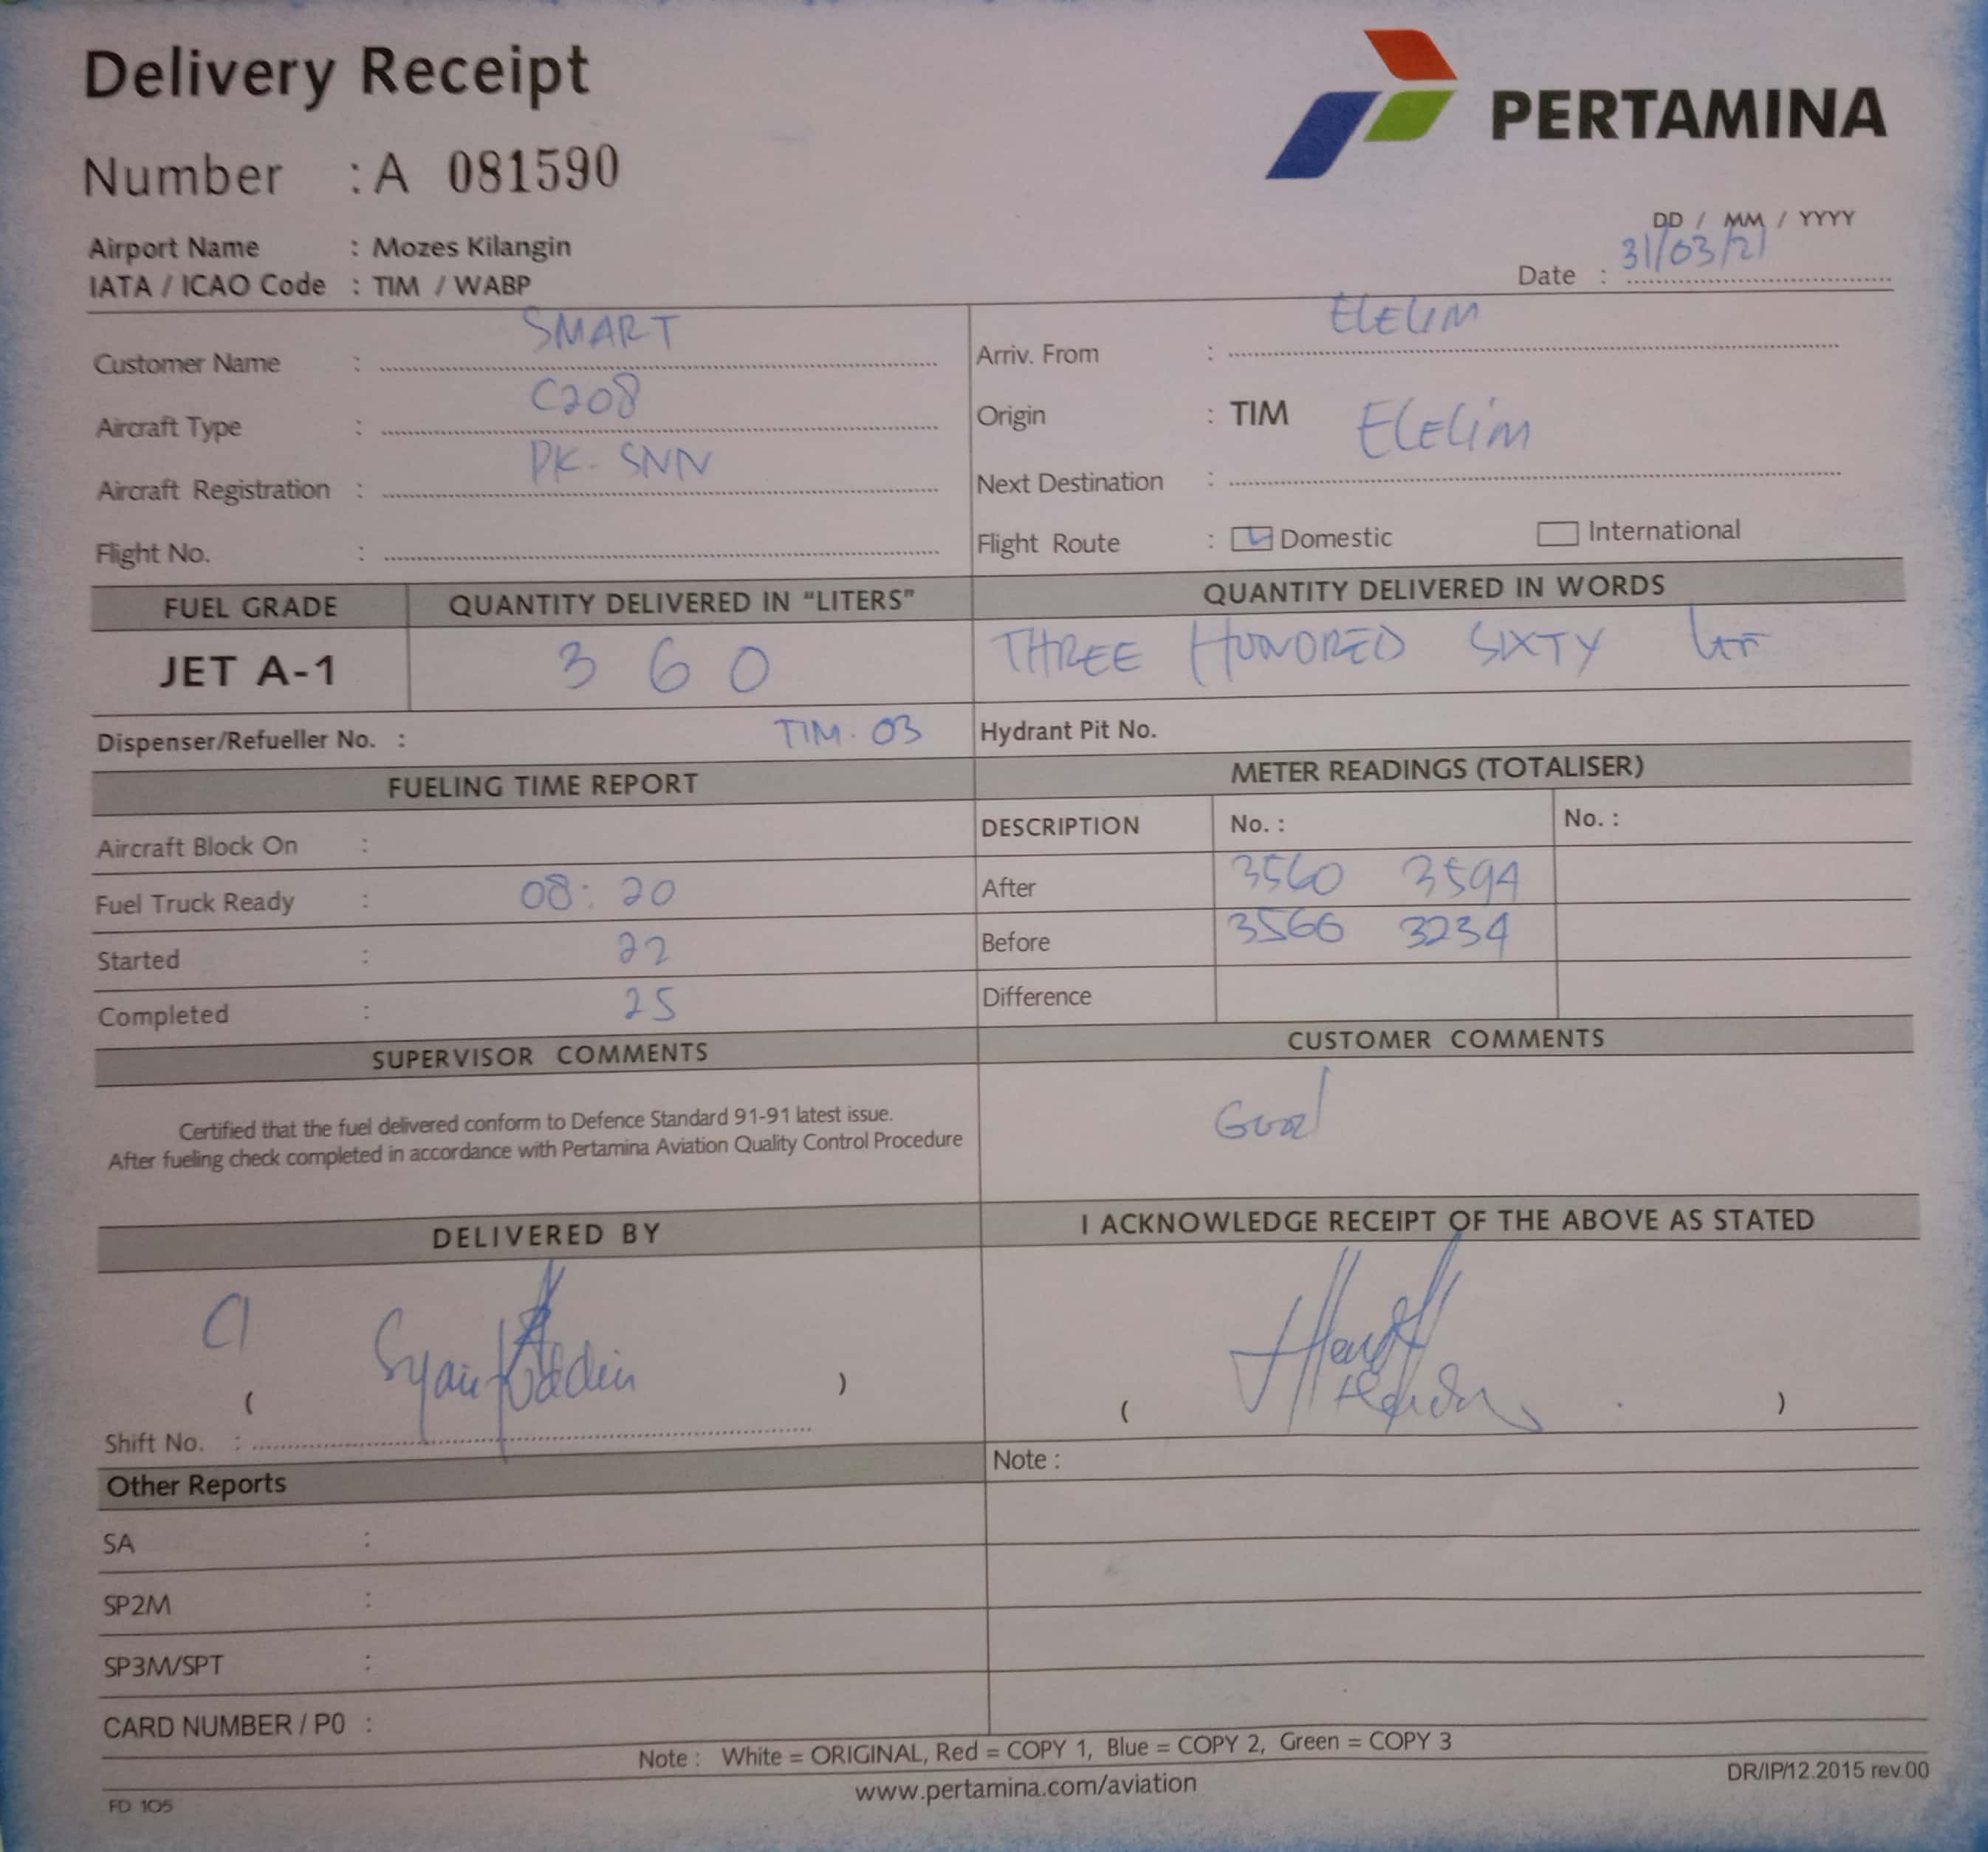 Delivery Receipt
PERTAMINA
Number : A 081590
Airport Name : Mozes Kilangin
IATA / ICAO Code : TIM / WABP
DD / MM / YYYY
Date : 31/03/21
Customer Name : SMART
Aircraft Type : C208
Aircraft Registration : PK-SNN
Flight No. :
Arriv. From : ELELIM
Origin : TIM
Next Destination : ELELIM
Flight Route : Domestic International
FUEL GRADE QUANTITY DELIVERED IN “LITERS” QUANTITY DELIVERED IN WORDS
JET A-1 3 6 0 THREE HUNDRED SIXTY
Dispenser/Refueller No. : TIM. 03 Hydrant Pit No.
FUELING TIME REPORT
Aircraft Block On :
Fuel Truck Ready : 08:20
Started : 22
Completed : 25
METER READINGS (TOTALISER)
DESCRIPTION No. : No. :
After 3560 3594
Before 3566 3234
Difference
SUPERVISOR COMMENTS
Certified that the fuel delivered conform to Defence Standard 91-91 latest issue.
After fueling check completed in accordance with Pertamina Aviation Quality Control Procedure
CUSTOMER COMMENTS
Good
DELIVERED BY
( )
Shift No. :
I ACKNOWLEDGE RECEIPT OF THE ABOVE AS STATED
( )
Other Reports
SA :
SP2M :
SP3M/SPT :
CARD NUMBER / P0 :
Note :
Note : White = ORIGINAL, Red = COPY 1, Blue = COPY 2, Green = COPY 3
www.pertamina.com/aviation
DR/IP/12.2015 rev.00
FD 105